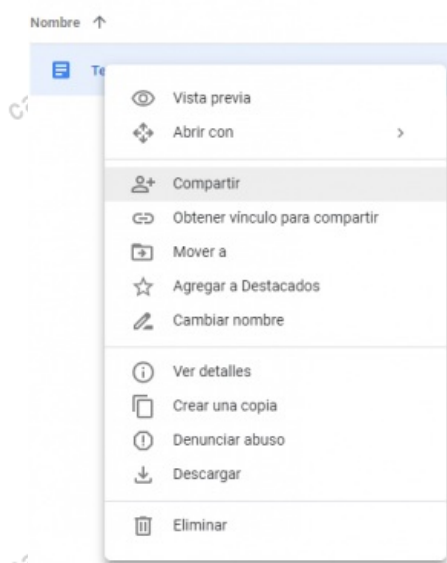 Nombre
Te
Vista previa
Abrir con
Compartir
Obtener vínculo para compartir
Mover a
Agregar a Destacados
Cambiar nombre
Ver detalles
Crear una copia
Denunciar abuso
Descargar
Eliminar